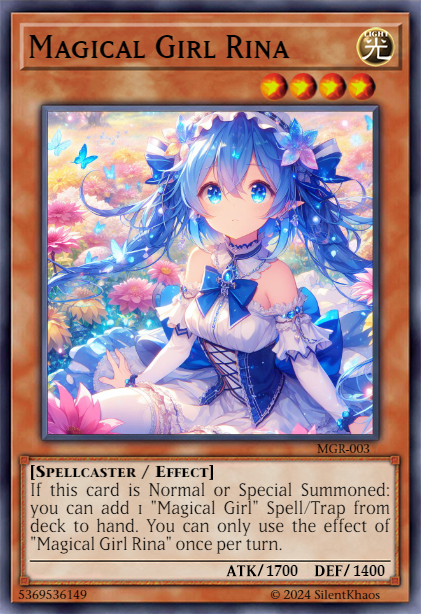 Magical Girl Rina
LIGHT
光
MGR-003
[Spellcaster / Effect]
If this card is Normal or Special Summoned:
you can add 1 "Magical Girl" Spell/Trap from
deck to hand. You can only use the effect of
"Magical Girl Rina" once per turn.
ATK/1700 DEF/1400
5369536149 © 2024 SilentKhaos